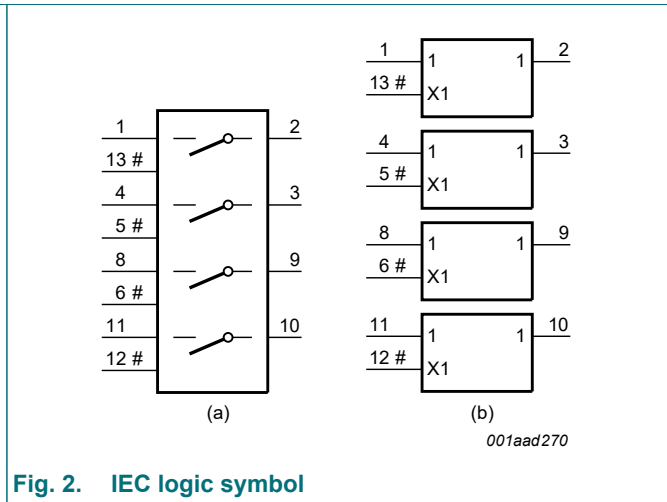 1 2
13 #
4 3
5 #
8 9
6 #
11 10
12 #
(a)
1 1 1 2
13 # X1
4 1 1 3
5 # X1
8 1 1 9
6 # X1
11 1 1 10
12 # X1
(b)
001aad270
Fig. 2. IEC logic symbol